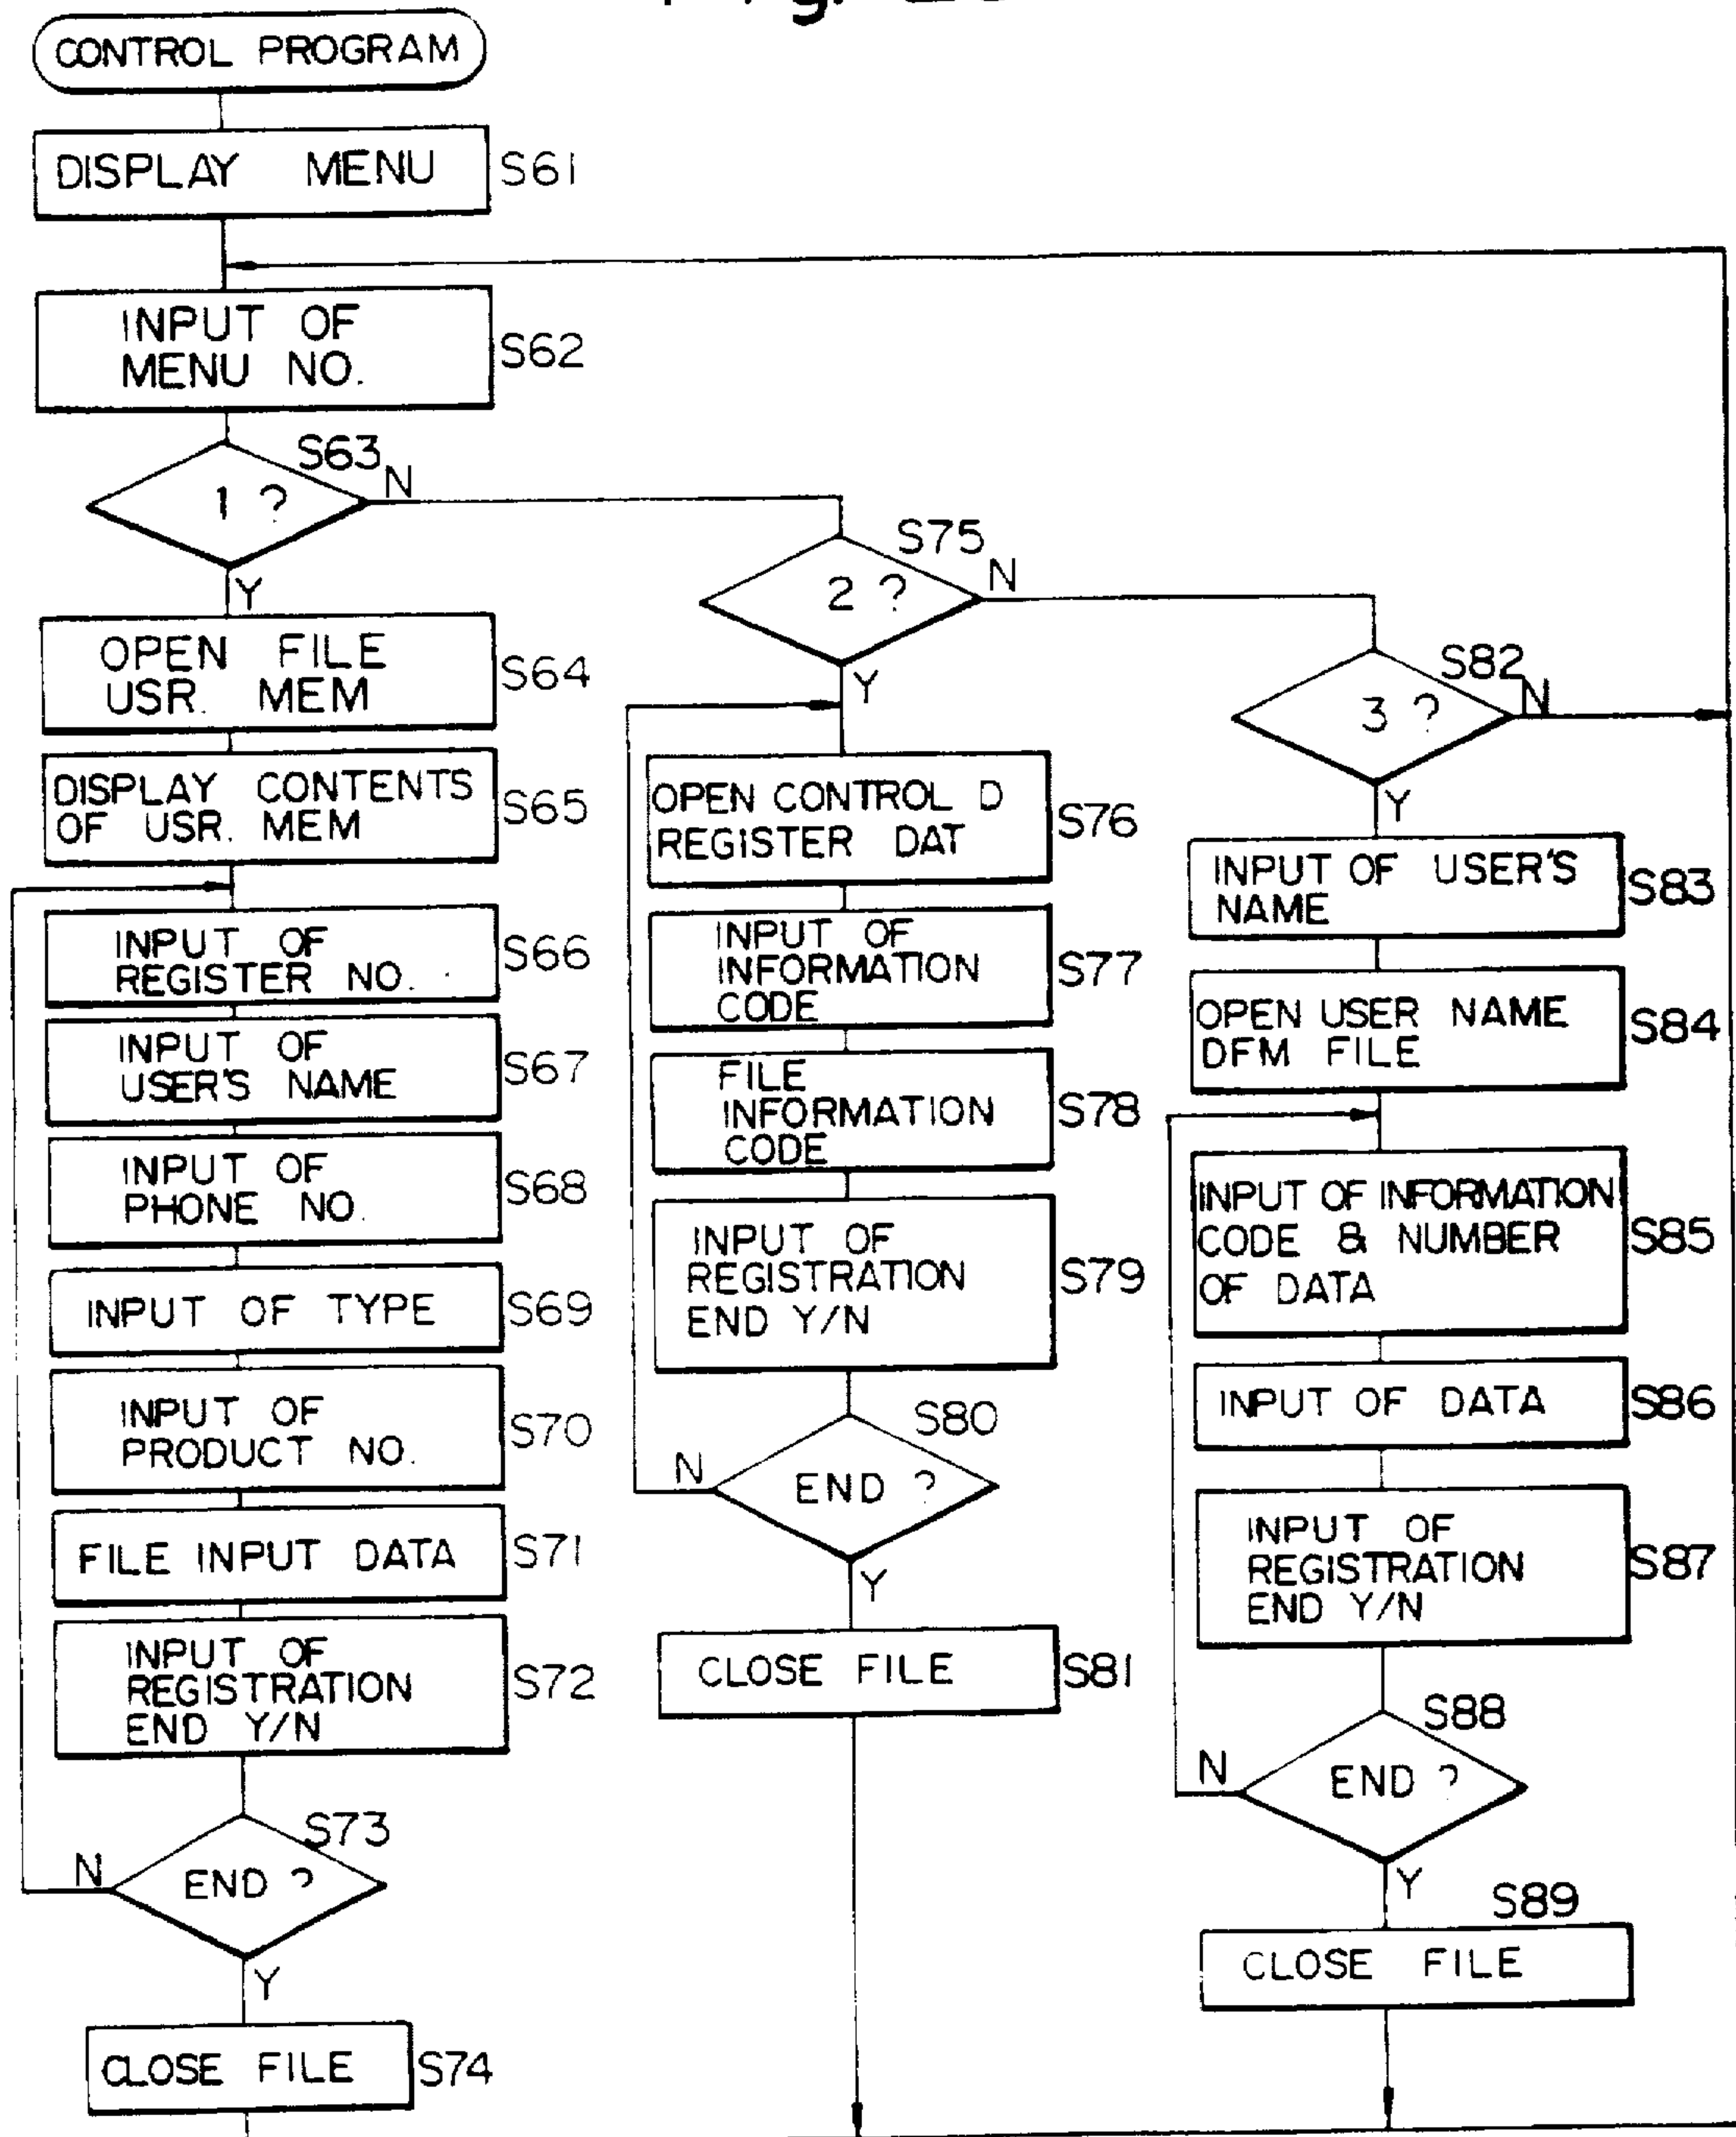 CONTROL PROGRAM
DISPLAY MENU
S61
INPUT OF
MENU NO.
S62
S63
1 ?
N
Y
OPEN FILE
USR. MEM
S64
DISPLAY CONTENTS
OF USR. MEM
S65
INPUT OF
REGISTER NO.
S66
INPUT OF
USER'S NAME
S67
INPUT OF
PHONE NO.
S68
INPUT OF TYPE
S69
INPUT OF
PRODUCT NO.
S70
FILE INPUT DATA
S71
INPUT OF
REGISTRATION
END Y/N
S72
S73
END ?
N
Y
CLOSE FILE
S74
S75
2 ?
N
Y
OPEN CONTROL D
REGISTER DAT
S76
INPUT OF
INFORMATION
CODE
S77
FILE
INFORMATION
CODE
S78
INPUT OF
REGISTRATION
END Y/N
S79
S80
END ?
N
Y
CLOSE FILE
S81
S82
3 ?
N
Y
INPUT OF USER'S
NAME
S83
OPEN USER NAME
DFM FILE
S84
INPUT OF INFORMATION
CODE & NUMBER
OF DATA
S85
INPUT OF DATA
S86
INPUT OF
REGISTRATION
END Y/N
S87
S88
END ?
N
Y
S89
CLOSE FILE